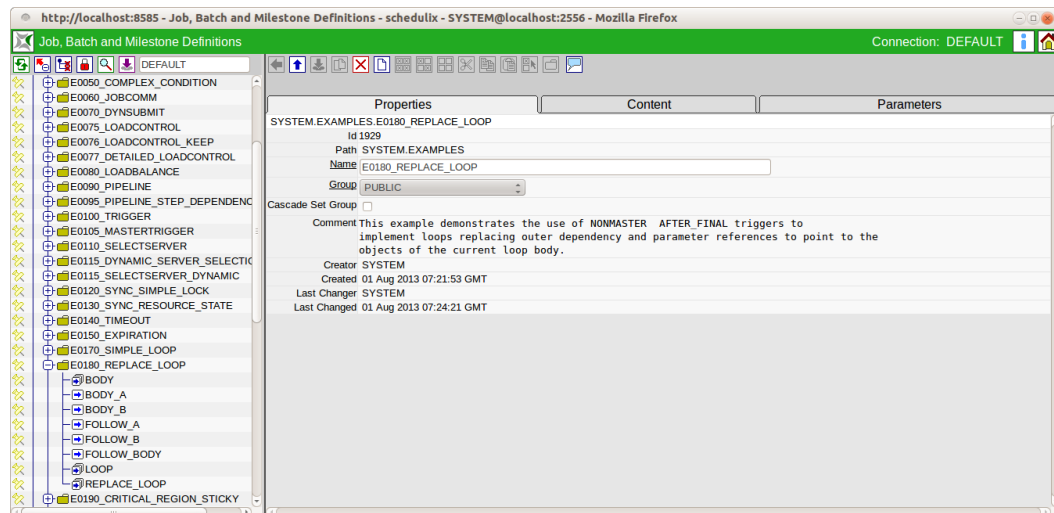 http://localhost:8585 - Job, Batch and Milestone Definitions - schedulix - SYSTEM@localhost:2556 - Mozilla Firefox
Job, Batch and Milestone Definitions
Connection: DEFAULT
DEFAULT
E0050_COMPLEX_CONDITION
E0060_JOBCOMM
E0070_DYNSUBMIT
E0075_LOADCONTROL
E0076_LOADCONTROL_KEEP
E0077_DETAILED_LOADCONTROL
E0080_LOADBALANCE
E0090_PIPELINE
E0095_PIPELINE_STEP_DEPENDENC
E0100_TRIGGER
E0105_MASTERTRIGGER
E0110_SELECTSERVER
E0115_DYNAMIC_SERVER_SELECTIO
E0115_SELECTSERVER_DYNAMIC
E0120_SYNC_SIMPLE_LOCK
E0130_SYNC_RESOURCE_STATE
E0140_TIMEOUT
E0150_EXPIRATION
E0170_SIMPLE_LOOP
E0180_REPLACE_LOOP
BODY
BODY_A
BODY_B
FOLLOW_A
FOLLOW_B
FOLLOW_BODY
LOOP
REPLACE_LOOP
E0190_CRITICAL_REGION_STICKY
Properties
Content
Parameters
SYSTEM.EXAMPLES.E0180_REPLACE_LOOP
Id 1929
Path SYSTEM.EXAMPLES
Name E0180_REPLACE_LOOP
Group PUBLIC
Cascade Set Group
Comment This example demonstrates the use of NONMASTER AFTER_FINAL triggers to
implement loops replacing outer dependency and parameter references to point to the
objects of the current loop body.
Creator SYSTEM
Created 01 Aug 2013 07:21:53 GMT
Last Changer SYSTEM
Last Changed 01 Aug 2013 07:24:21 GMT